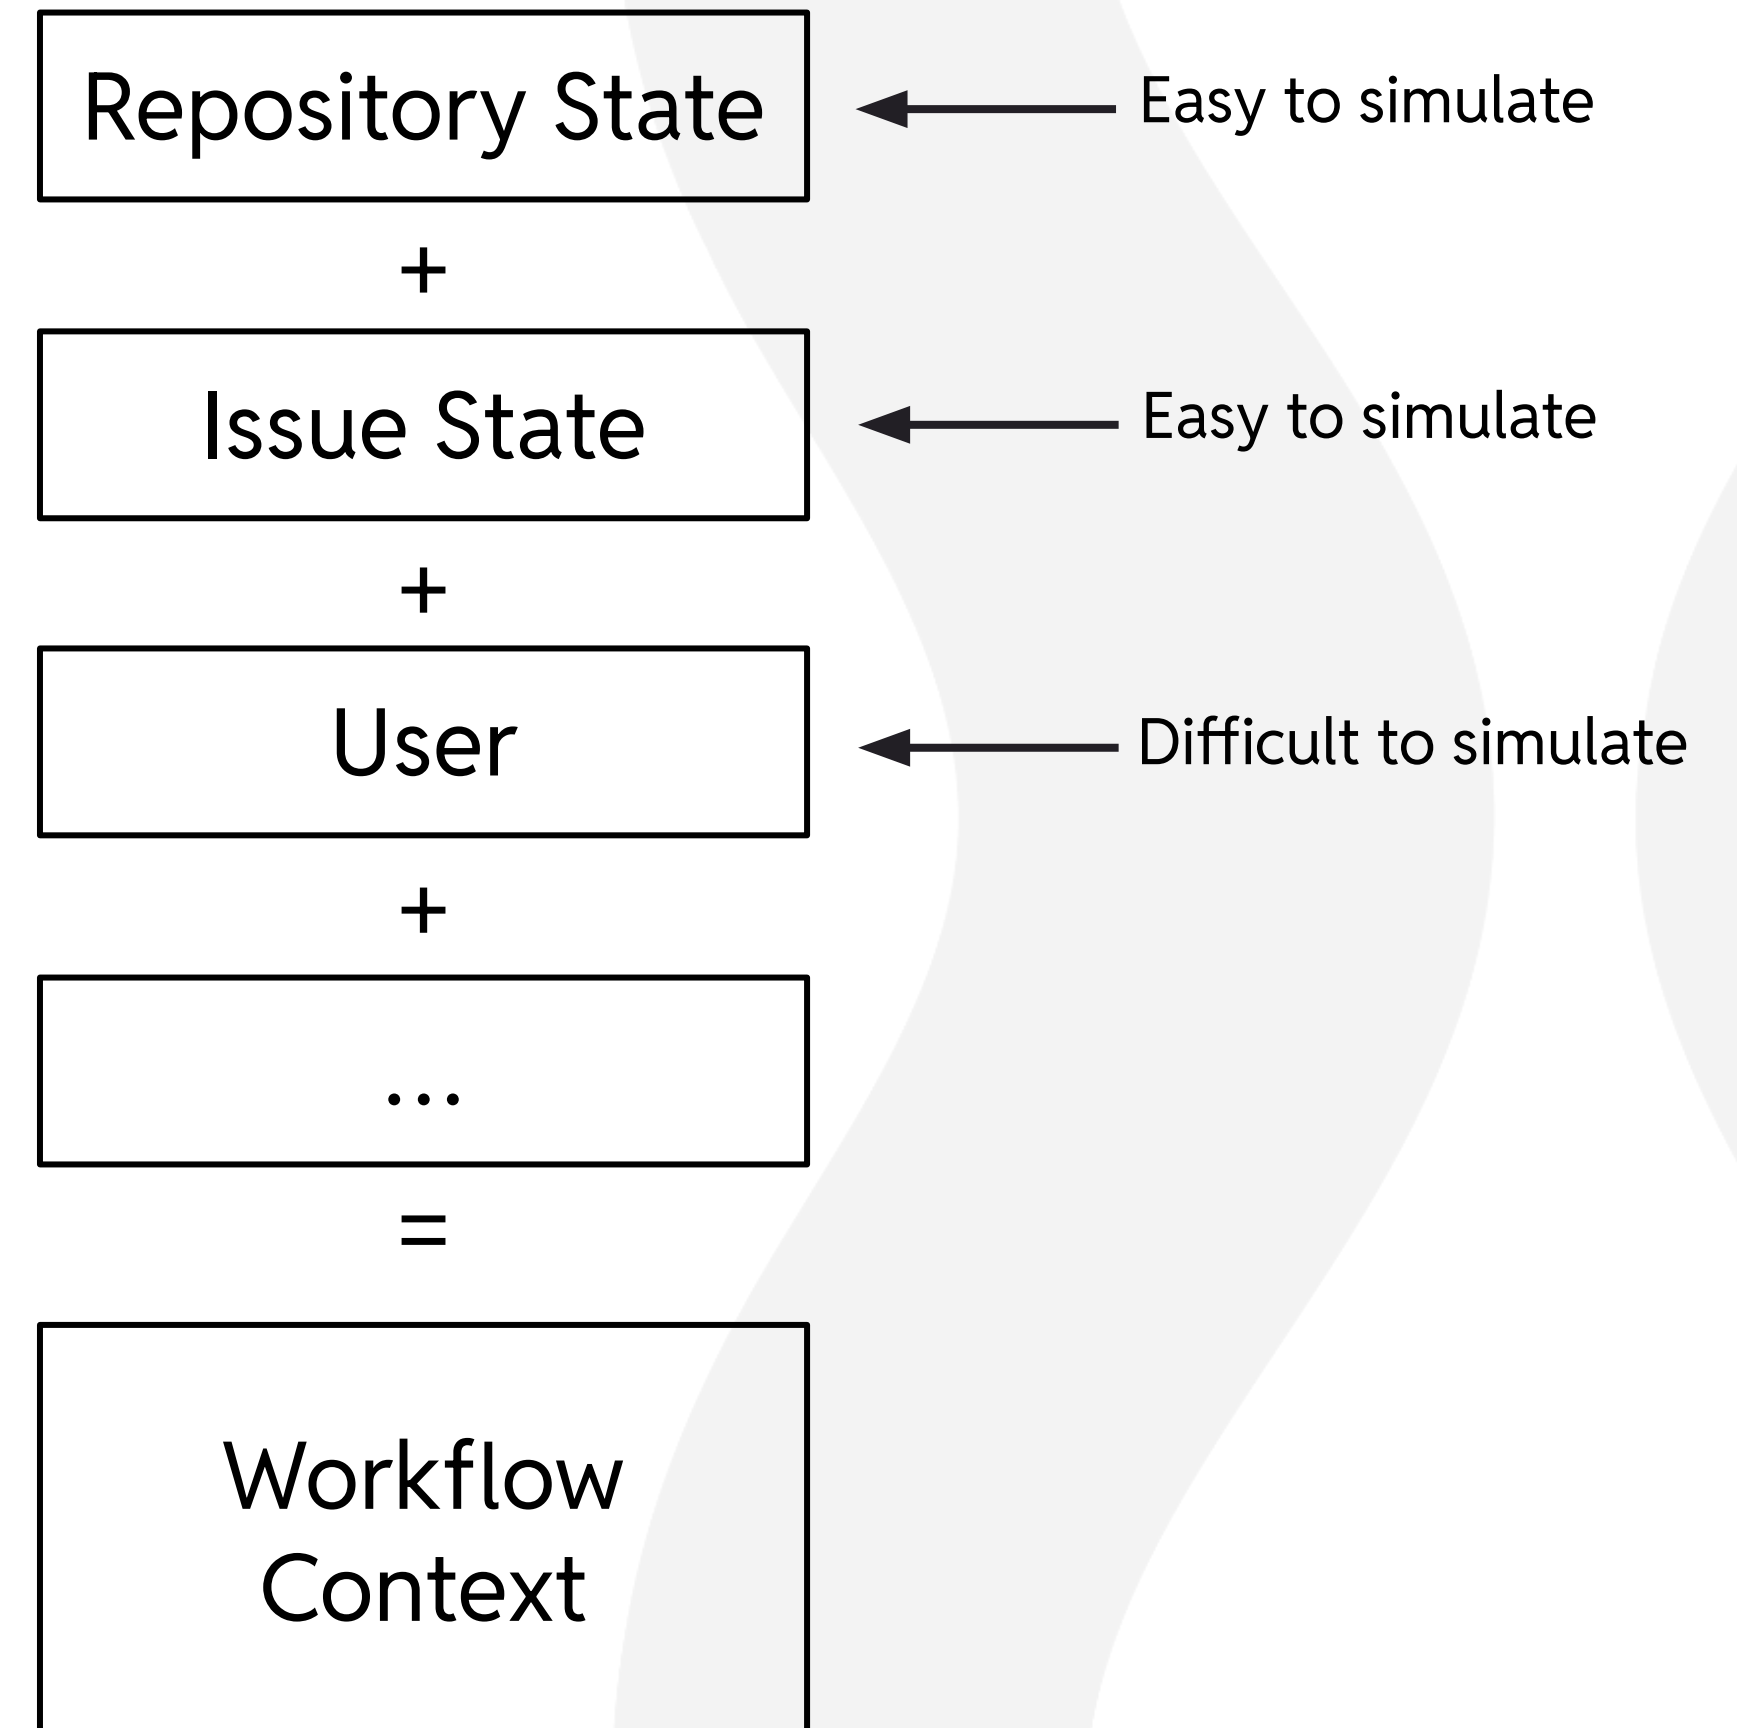 Repository State
Easy to simulate
+
Issue State
Easy to simulate
+
User
Difficult to simulate
+
...
=
Workflow
Context